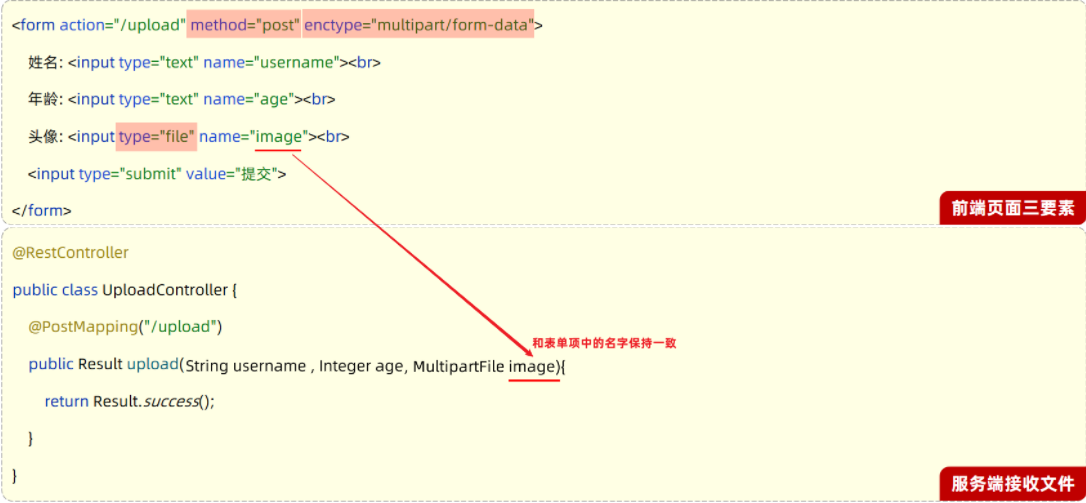 <form action="/upload" method="post" enctype="multipart/form-data">
姓名: <input type="text" name="username"><br>
年龄: <input type="text" name="age"><br>
头像: <input type="file" name="image"><br>
<input type="submit" value="提交">
</form>
前端页面三要素
@RestController
public class UploadController {
@PostMapping("/upload")
和表单项中的名字保持一致
public Result upload(String username , Integer age, MultipartFile image){
return Result.success();
}
}
服务端接收文件